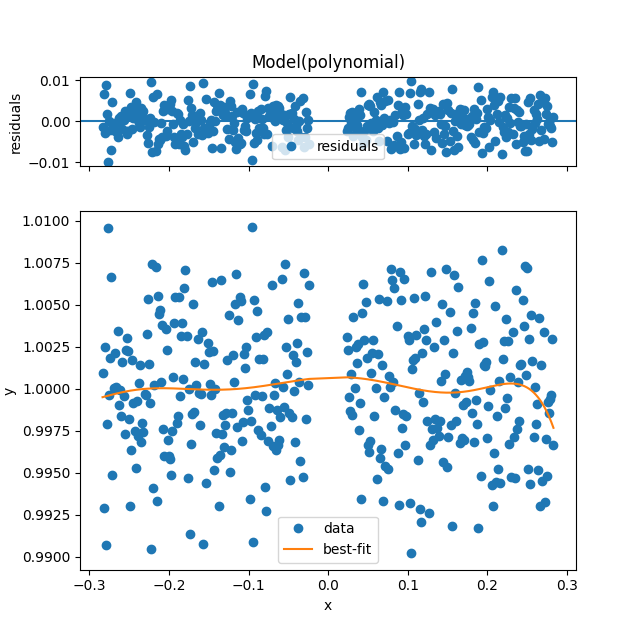 Model(polynomial)
0.01
0.00
−0.01
residuals
residuals
1.0100
1.0075
1.0050
1.0025
1.0000
0.9975
0.9950
0.9925
0.9900
y
data
best-fit
−0.3
−0.2
−0.1
0.0
0.1
0.2
0.3
x